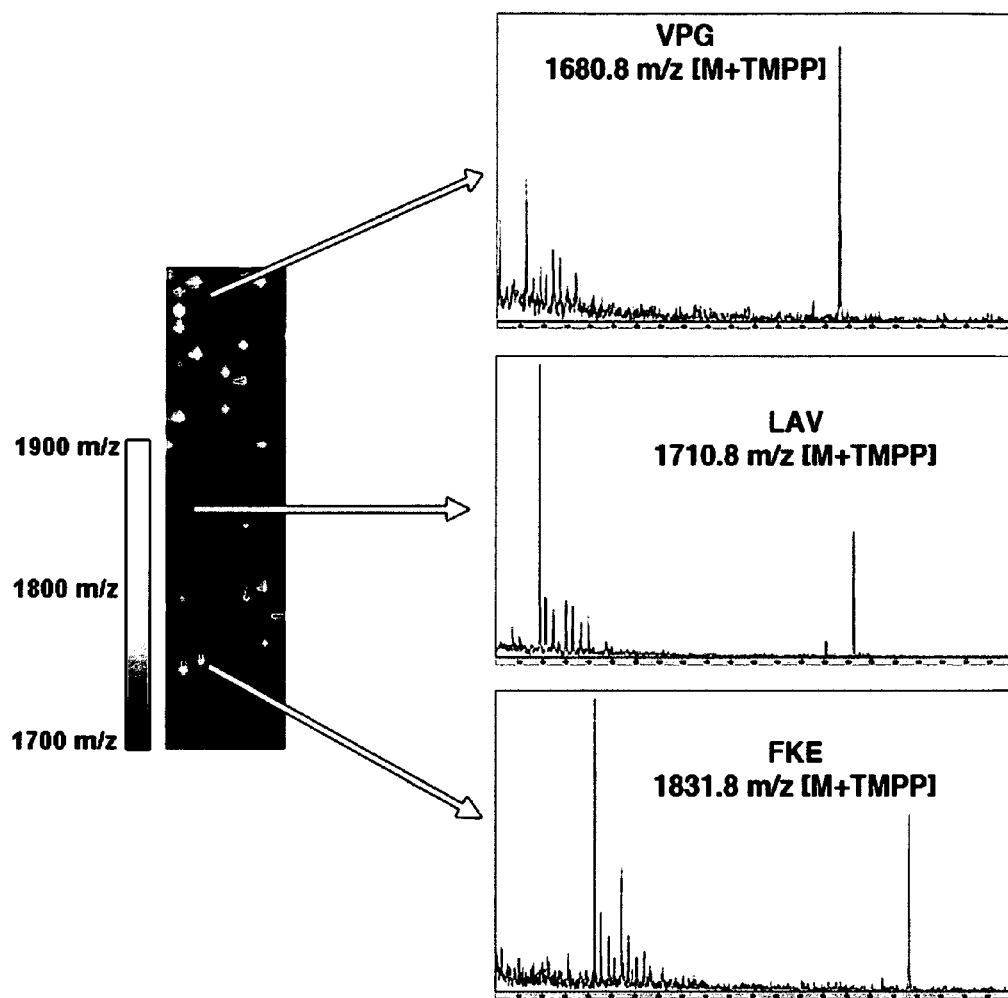 VPG
1680.8 m/z [M+TMPP]
LAV
1710.8 m/z [M+TMPP]
FKE
1831.8 m/z [M+TMPP]
1900 m/z
1800 m/z
1700 m/z